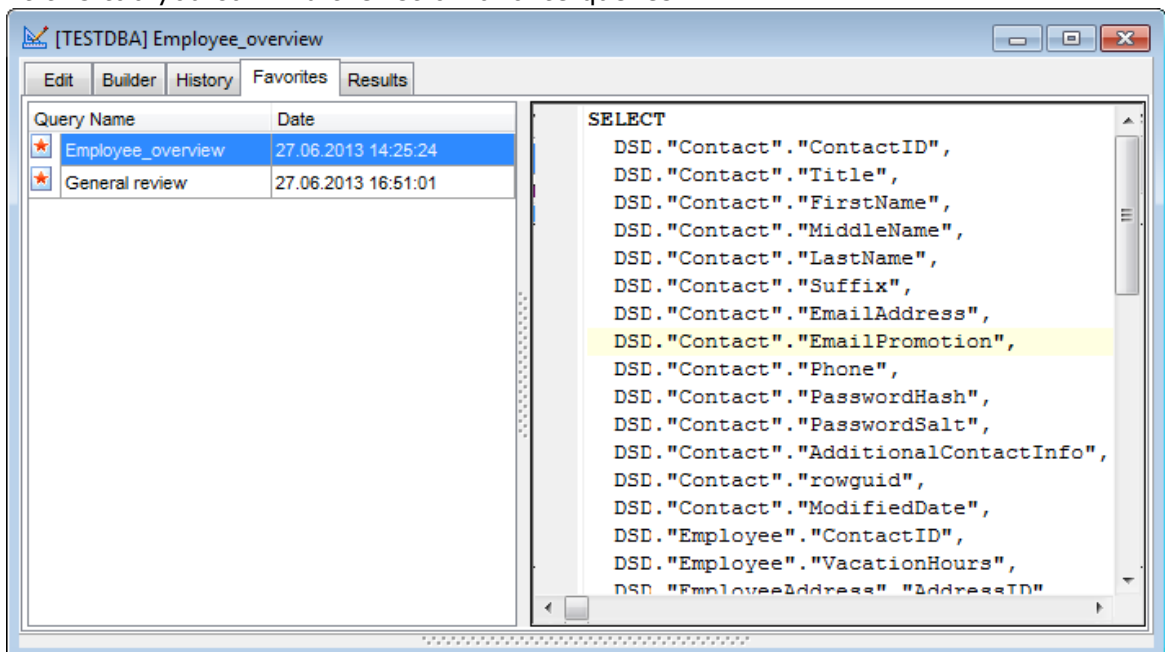 [TESTDBA] Employee_overview
Edit Builder History Favorites Results
Query Name Date
Employee_overview 27.06.2013 14:25:24
General review 27.06.2013 16:51:01
SELECT
DSD."Contact"."ContactID",
DSD."Contact"."Title",
DSD."Contact"."FirstName",
DSD."Contact"."MiddleName",
DSD."Contact"."LastName",
DSD."Contact"."Suffix",
DSD."Contact"."EmailAddress",
DSD."Contact"."EmailPromotion",
DSD."Contact"."Phone",
DSD."Contact"."PasswordHash",
DSD."Contact"."PasswordSalt",
DSD."Contact"."AdditionalContactInfo",
DSD."Contact"."rowguid",
DSD."Contact"."ModifiedDate",
DSD."Employee"."ContactID",
DSD."Employee"."VacationHours",
DSD."EmployeeAddress"."AddressID"